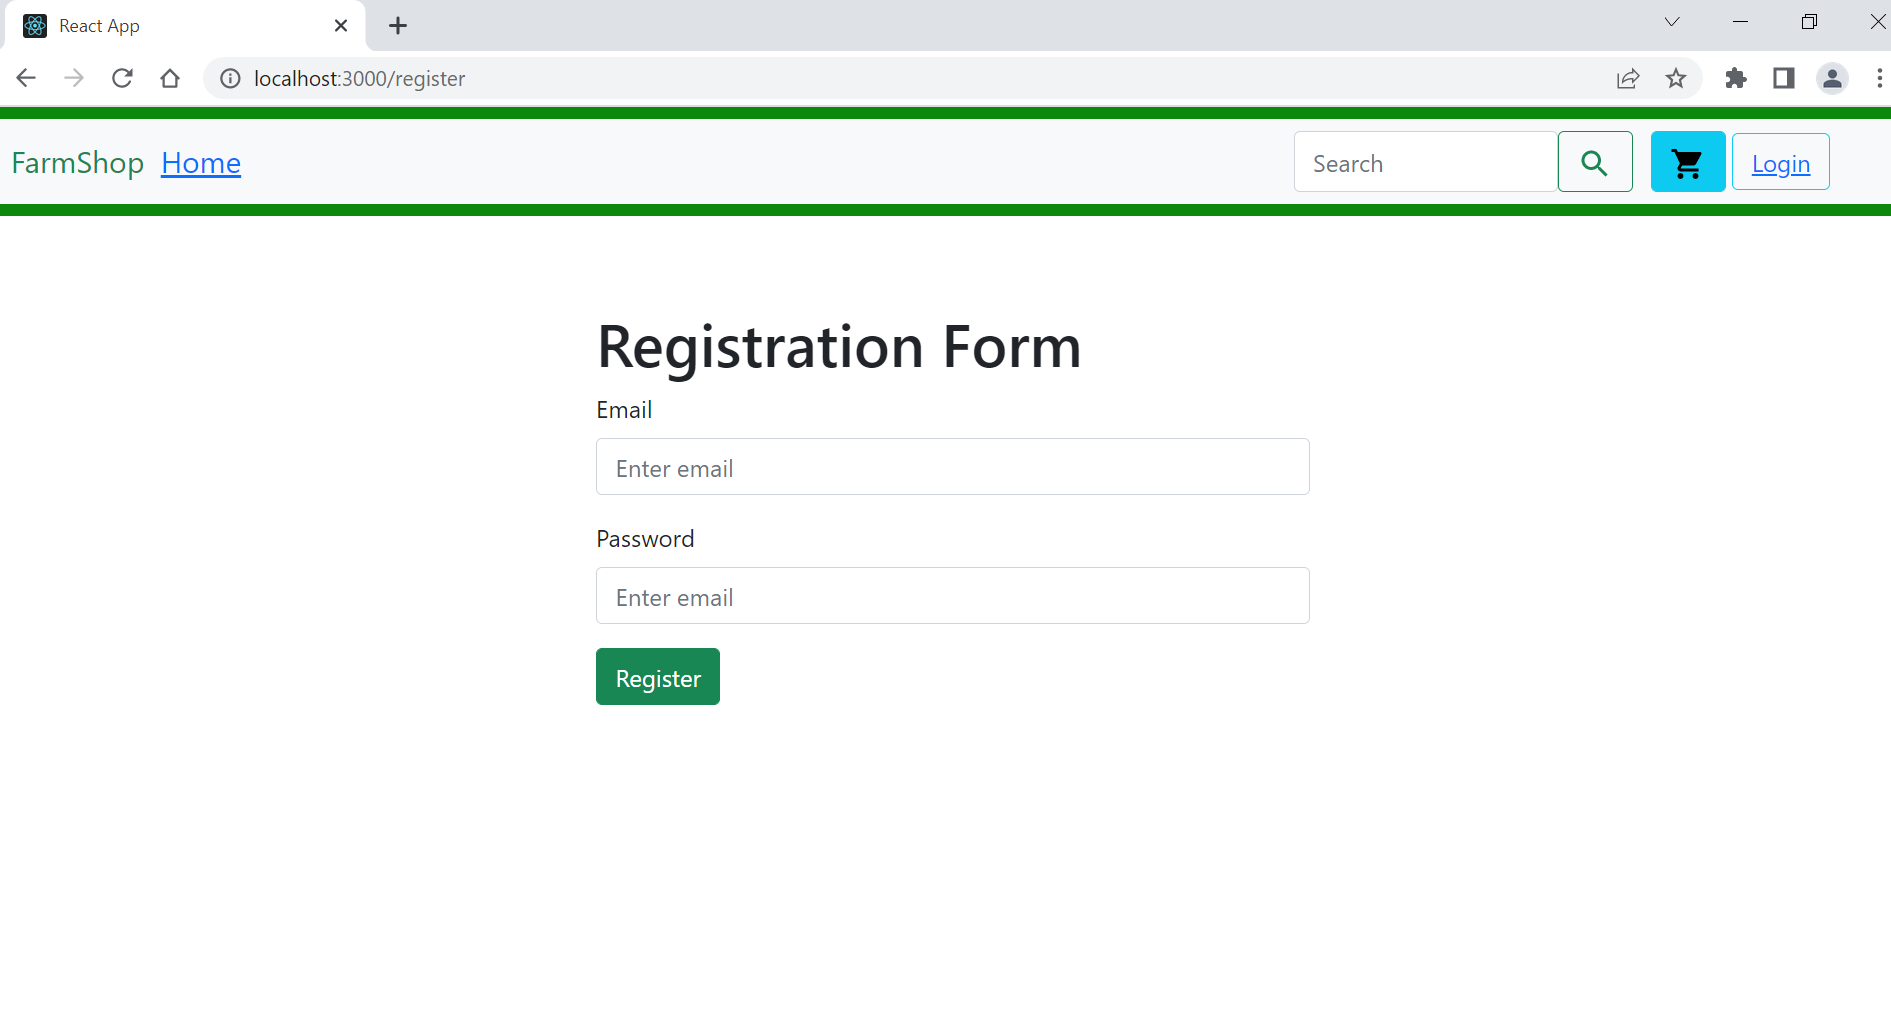 React App
localhost:3000/register
FarmShop Home Search Login
Registration Form
Email
Enter email
Password
Enter email
Register